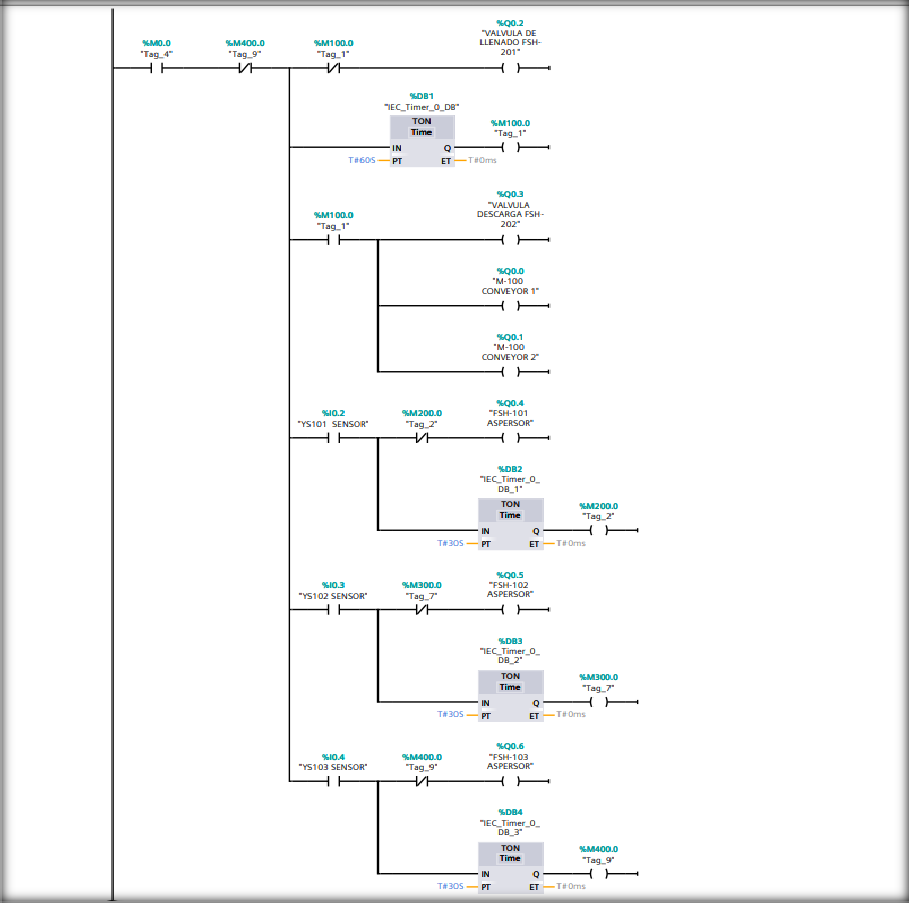 %M0.0
"Tag_4"
%M400.0
"Tag_9"
%M100.0
"Tag_1"
%Q0.2
"VALVULA DE
LLENADO FSH-
201"
%DB1
"IEC_Timer_0_DB"
TON
Time
IN
Q
T#60S
PT
ET
T#0ms
%M100.0
"Tag_1"
%M100.0
"Tag_1"
%Q0.3
"VALVULA
DESCARGA FSH-
202"
%Q0.0
"M-100
CONVEYOR 1"
%Q0.1
"M-100
CONVEYOR 2"
%I0.2
"YS101 SENSOR"
%M200.0
"Tag_2"
%Q0.4
"FSH-101
ASPERSOR"
%DB2
"IEC_Timer_0_
DB_1"
TON
Time
IN
Q
T#30S
PT
ET
T#0ms
%M200.0
"Tag_2"
%I0.3
"YS102 SENSOR"
%M300.0
"Tag_7"
%Q0.5
"FSH-102
ASPERSOR"
%DB3
"IEC_Timer_0_
DB_2"
TON
Time
IN
Q
T#30S
PT
ET
T#0ms
%M300.0
"Tag_7"
%I0.4
"YS103 SENSOR"
%M400.0
"Tag_9"
%Q0.6
"FSH-103
ASPERSOR"
%DB4
"IEC_Timer_0_
DB_3"
TON
Time
IN
Q
T#30S
PT
ET
T#0ms
%M400.0
"Tag_9"